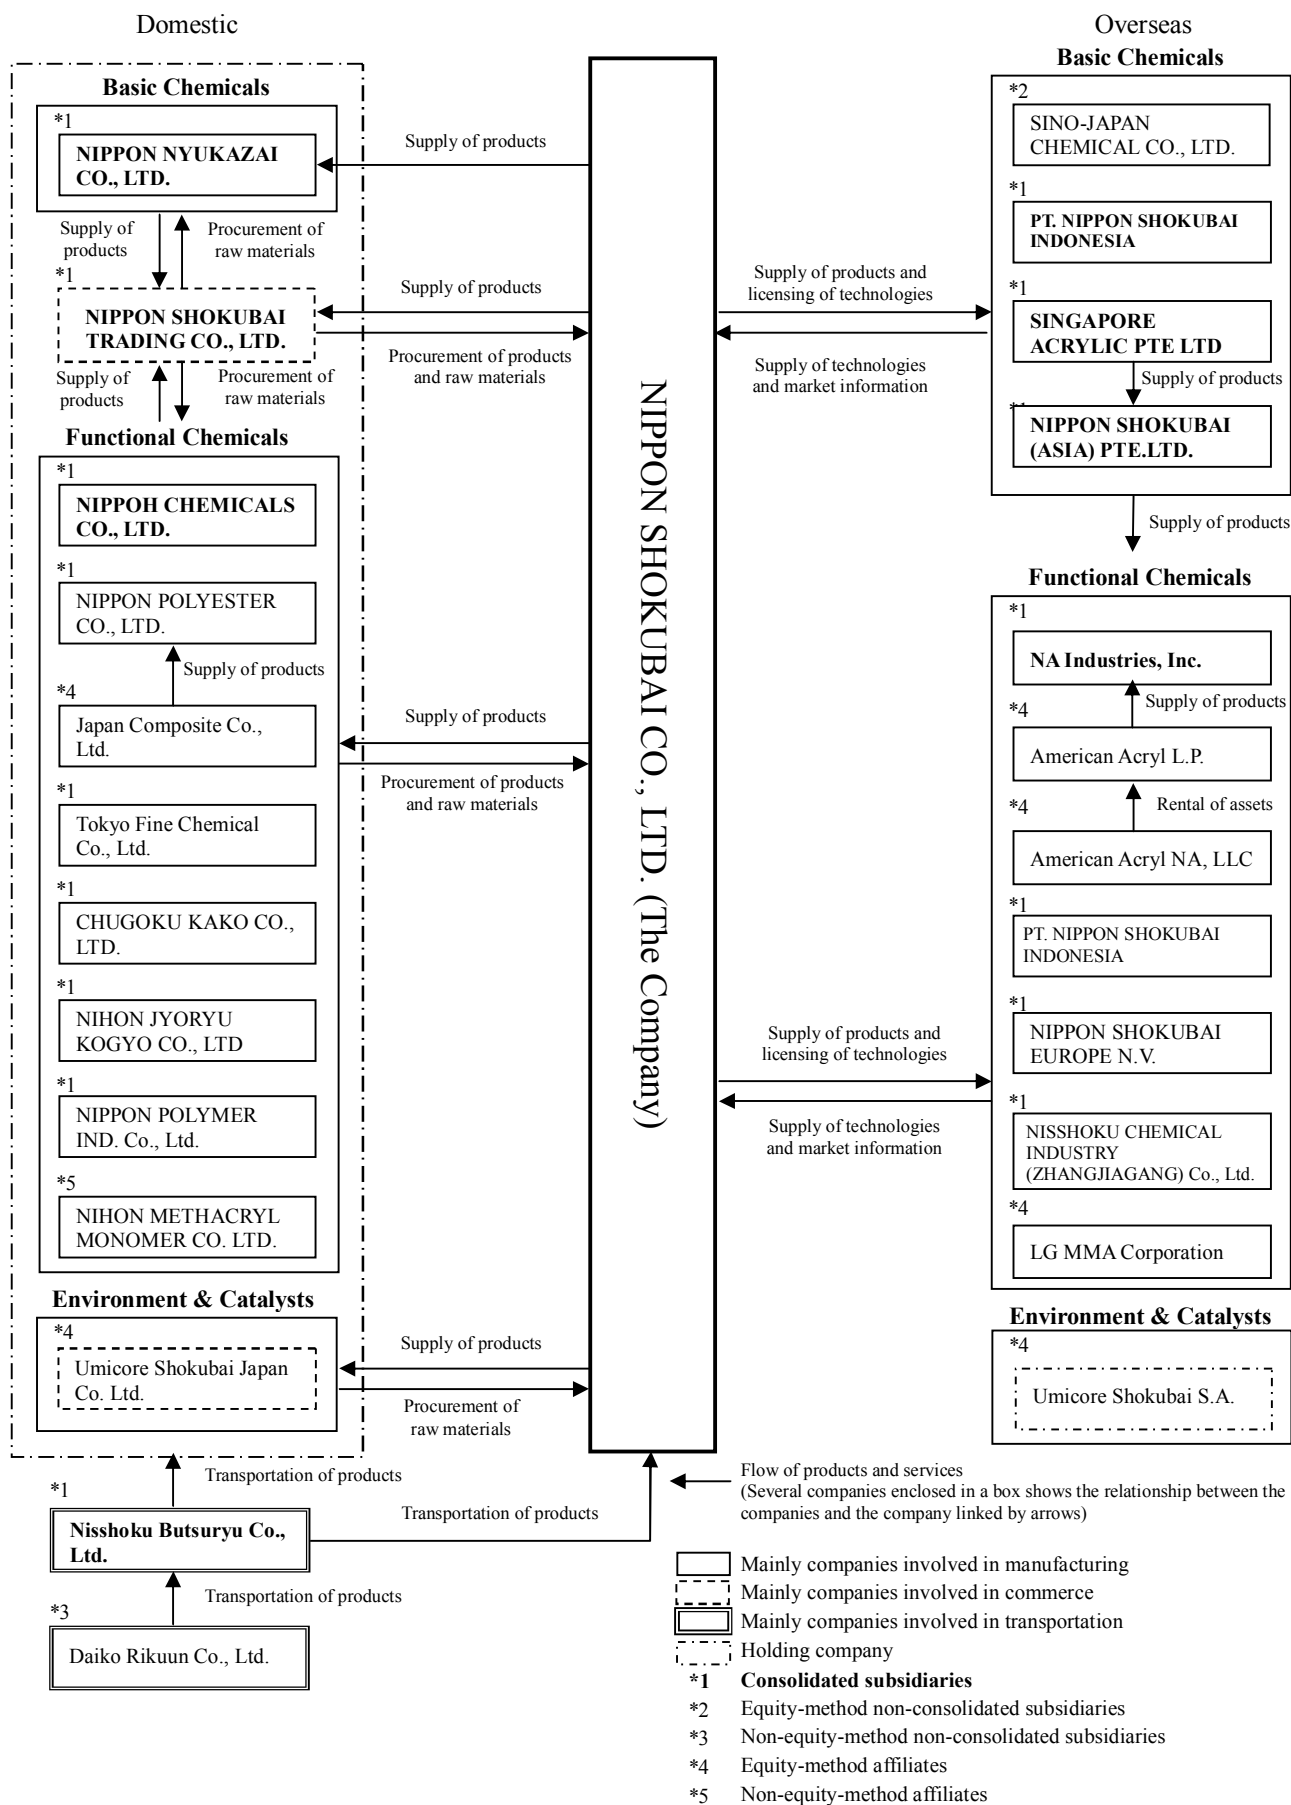 Domestic
Basic Chemicals
*1
NIPPON NYUKAZAI
CO., LTD.
Supply of
products
Procurement of
raw materials
*1
NIPPON SHOKUBAI
TRADING CO., LTD.
Supply of
products
Procurement of
raw materials
Functional Chemicals
*1
NIPPOH CHEMICALS
CO., LTD.
*1
NIPPON POLYESTER
CO., LTD.
Supply of products
*4
Japan Composite Co.,
Ltd.
*1
Tokyo Fine Chemical
Co., Ltd.
*1
CHUGOKU KAKO CO.,
LTD.
*1
NIHON JYORYU
KOGYO CO., LTD
*1
NIPPON POLYMER
IND. Co., Ltd.
*5
NIHON METHACRYL
MONOMER CO. LTD.
Environment & Catalysts
*4
Umicore Shokubai Japan
Co. Ltd.
Transportation of products
*1
Nisshoku Butsuryu Co.,
Ltd.
Transportation of products
*3
Daiko Rikuun Co., Ltd.
Supply of products
Supply of products
Procurement of products
and raw materials
Supply of products
Procurement of products
and raw materials
Supply of products
Procurement of
raw materials
Transportation of products
NIPPON SHOKUBAI CO., LTD. (The Company)
Supply of products and
licensing of technologies
Supply of technologies
and market information
Supply of products and
licensing of technologies
Supply of technologies
and market information
Overseas
Basic Chemicals
*2
SINO-JAPAN
CHEMICAL CO., LTD.
*1
PT. NIPPON SHOKUBAI
INDONESIA
*1
SINGAPORE
ACRYLIC PTE LTD
Supply of products
*1
NIPPON SHOKUBAI
(ASIA) PTE.LTD.
Supply of products
Functional Chemicals
*1
NA Industries, Inc.
Supply of products
*4
American Acryl L.P.
Rental of assets
*4
American Acryl NA, LLC
*1
PT. NIPPON SHOKUBAI
INDONESIA
*1
NIPPON SHOKUBAI
EUROPE N.V.
*1
NISSHOKU CHEMICAL
INDUSTRY
(ZHANGJIAGANG) Co., Ltd.
*4
LG MMA Corporation
Environment & Catalysts
*4
Umicore Shokubai S.A.
Flow of products and services
(Several companies enclosed in a box shows the relationship between the
companies and the company linked by arrows)
Mainly companies involved in manufacturing
Mainly companies involved in commerce
Mainly companies involved in transportation
Holding company
*1 Consolidated subsidiaries
*2 Equity-method non-consolidated subsidiaries
*3 Non-equity-method non-consolidated subsidiaries
*4 Equity-method affiliates
*5 Non-equity-method affiliates